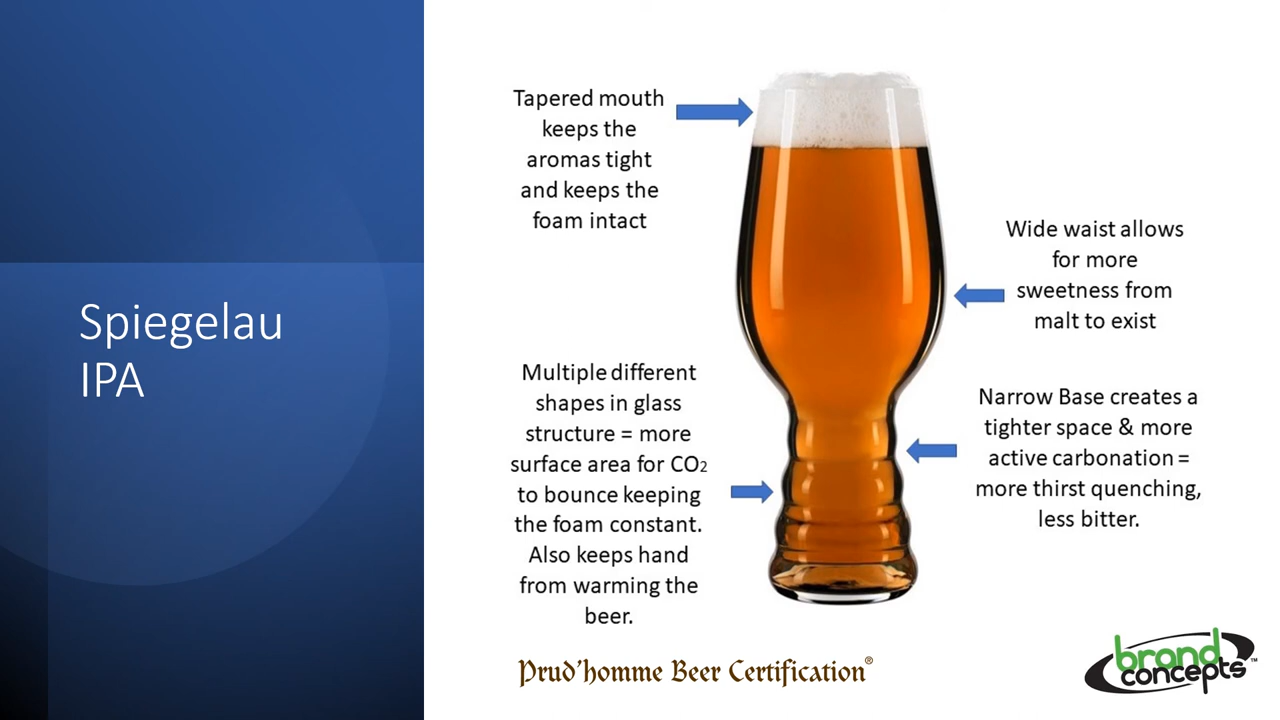 Spiegelau
IPA
Tapered mouth
keeps the
aromas tight
and keeps the
foam intact
Wide waist allows
for more
sweetness from
malt to exist
Multiple different
shapes in glass
structure = more
surface area for CO2
to bounce keeping
the foam constant.
Also keeps hand
from warming the
beer.
Narrow Base creates a
tighter space & more
active carbonation =
more thirst quenching,
less bitter.
Prud'homme Beer Certification®
brand
concepts™